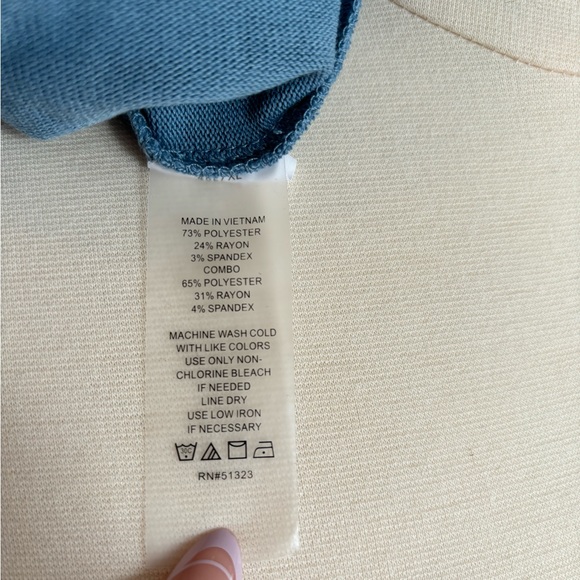 XL
MADE IN VIETNAM
73% POLYESTER
24% RAYON
3% SPANDEX
COMBO
65% POLYESTER
31% RAYON
4% SPANDEX
MACHINE WASH COLD
WITH LIKE COLORS
USE ONLY NON-
CHLORINE BLEACH
IF NEEDED
LINE DRY
USE LOW IRON
IF NECESSARY
30C
RN#51323